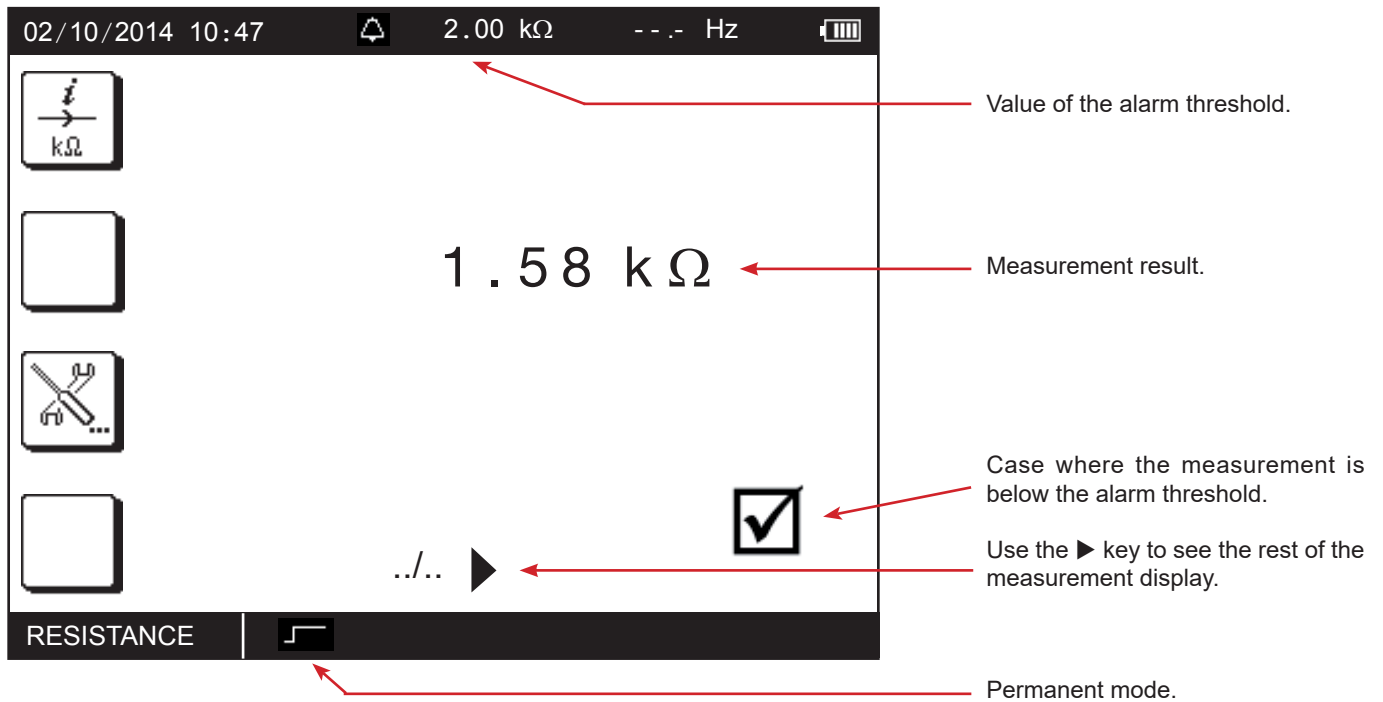 02/10/2014 10:47 2.00 kΩ - - .- Hz
i
kΩ
Value of the alarm threshold.
1.58 kΩ
Measurement result.
...
Case where the measurement is
below the alarm threshold.
../.. ▶
Use the ▶ key to see the rest of the
measurement display.
RESISTANCE
Permanent mode.